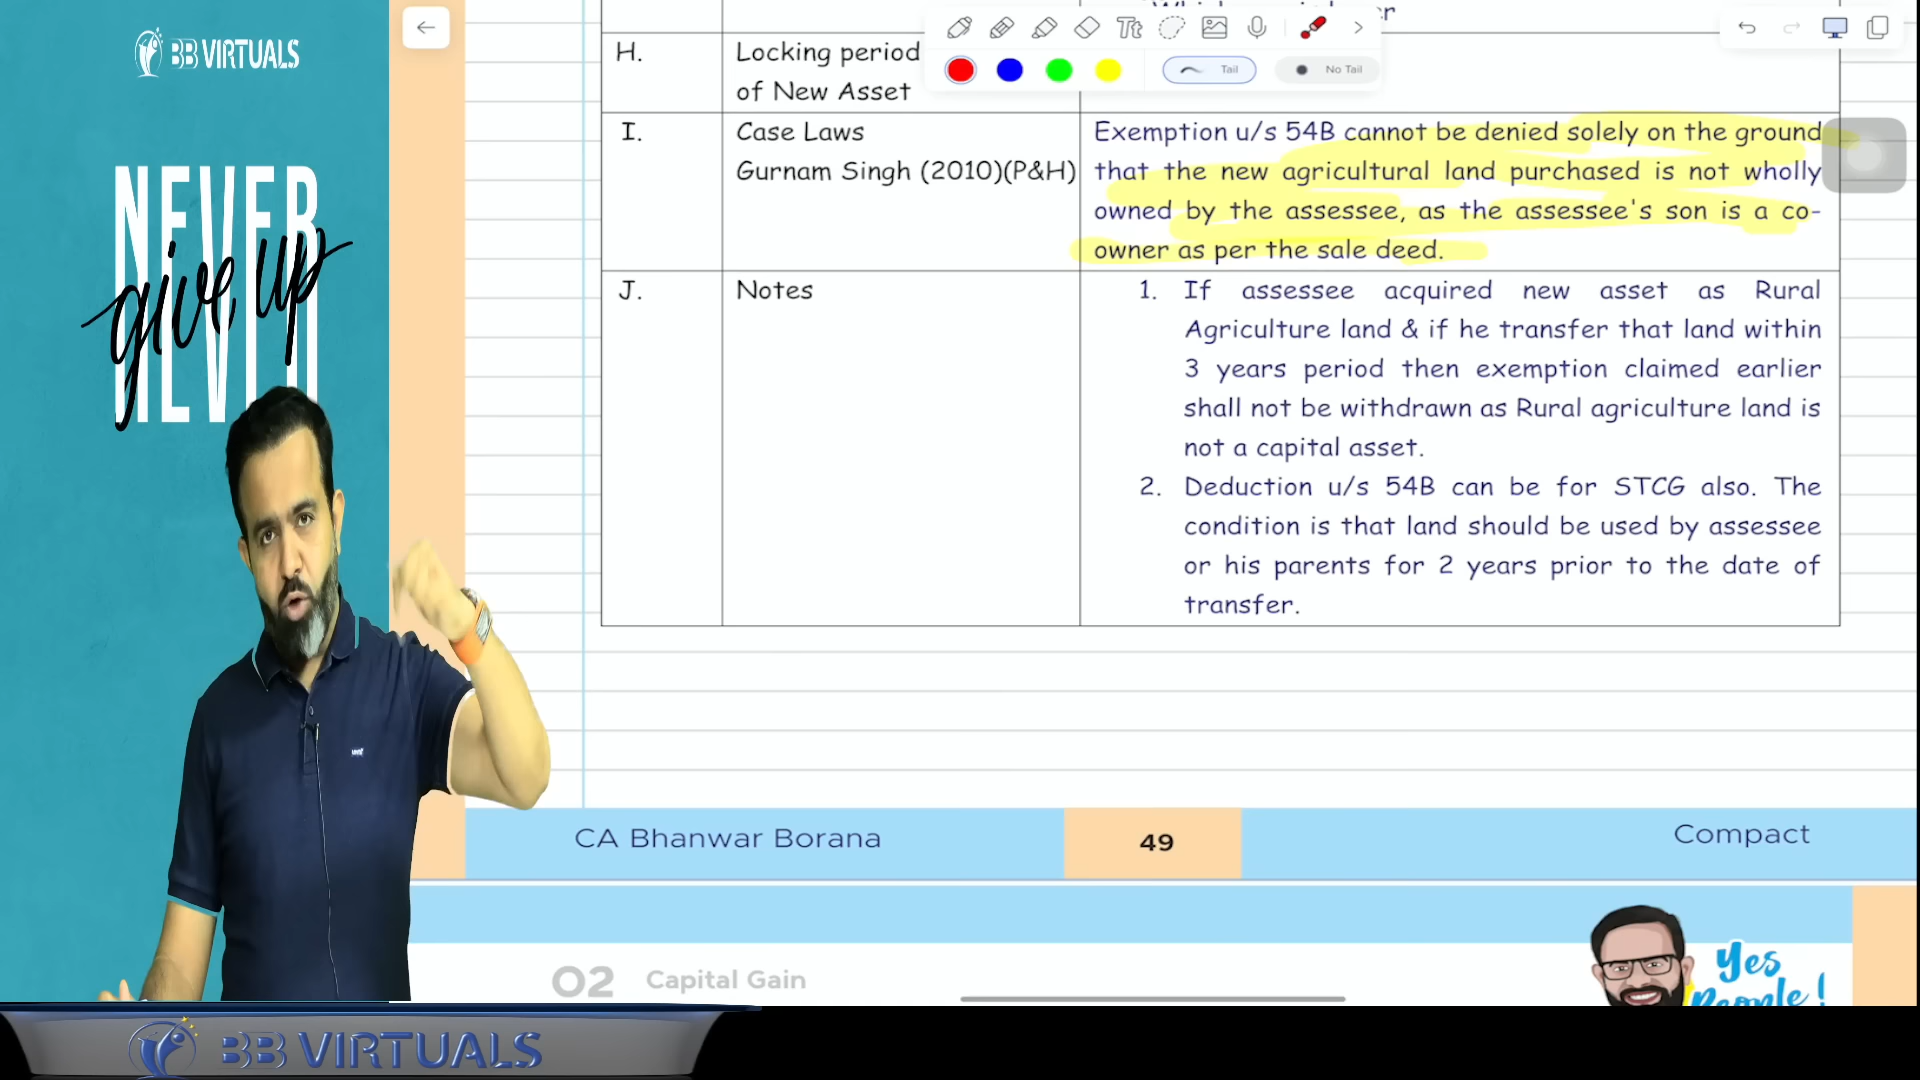 BB VIRTUALS
NEVER
give up
NEVER
Tt
Tail
No Tail
H.
Locking period
of New Asset
I.
Case Laws
Gurnam Singh (2010)(P&H)
Exemption u/s 54B cannot be denied solely on the ground
that the new agricultural land purchased is not wholly
owned by the assessee, as the assessee's son is a co-
owner as per the sale deed.
J.
Notes
1. If assessee acquired new asset as Rural
Agriculture land & if he transfer that land within
3 years period then exemption claimed earlier
shall not be withdrawn as Rural agriculture land is
not a capital asset.
2. Deduction u/s 54B can be for STCG also. The
condition is that land should be used by assessee
or his parents for 2 years prior to the date of
transfer.
CA Bhanwar Borana
49
Compact
02 Capital Gain
Yes
People!
BB VIRTUALS